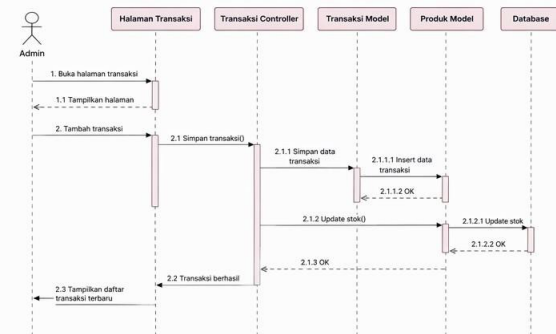 Halaman Transaksi
Transaksi Controller
Transaksi Model
Produk Model
Database
Admin
1. Buka halaman transaksi
1.1 Tampilkan halaman
2. Tambah transaksi
2.1 Simpan transaksi()
2.1.1 Simpan data
transaksi
2.1.1.1 Insert data
transaksi
2.1.1.2 OK
2.1.2 Update stok()
2.1.2.1 Update stok
2.1.2.2 OK
2.1.3 OK
2.2 Transaksi berhasil
2.3 Tampilkan daftar
transaksi terbaru